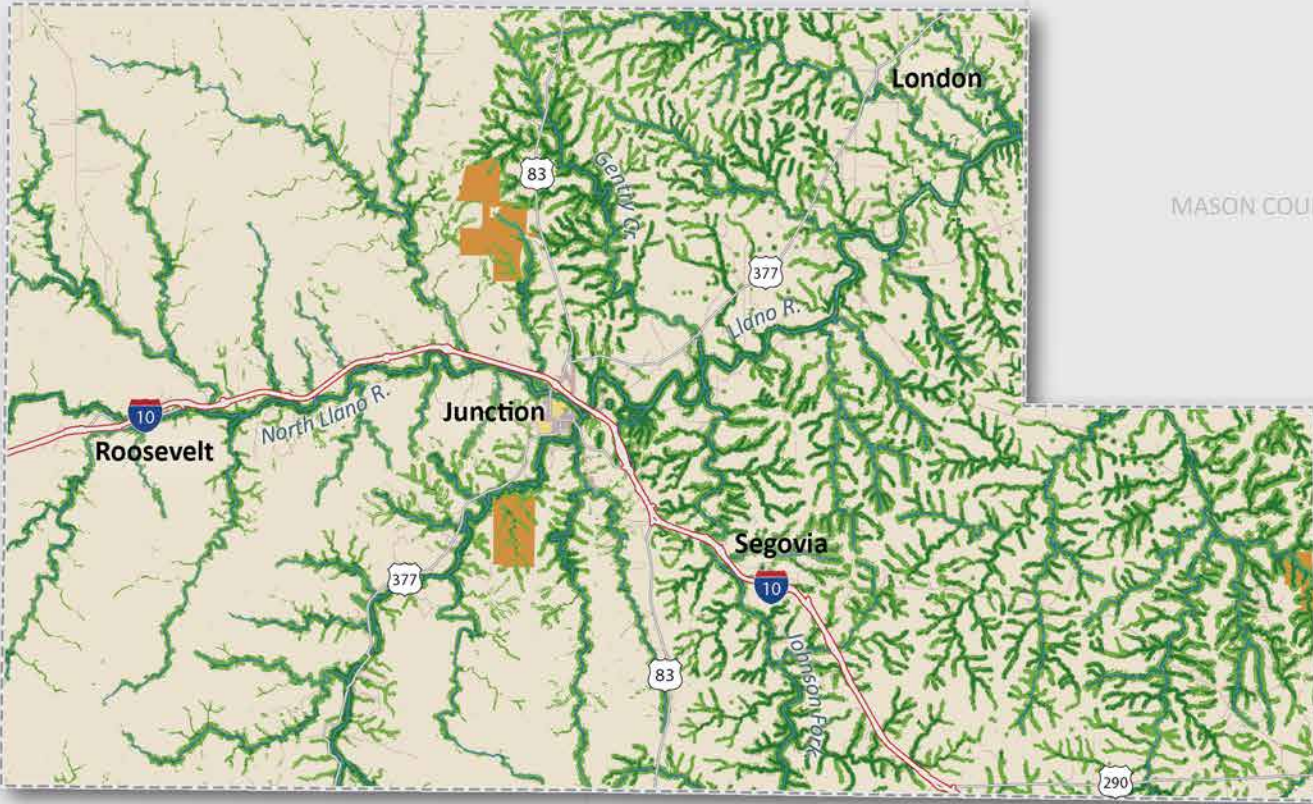 London
83
Gentry Cr.
MASON COU
377
Llano R.
Junction
10
North Llano R.
Roosevelt
Segovia
377
10
83
Johnson Fork
290